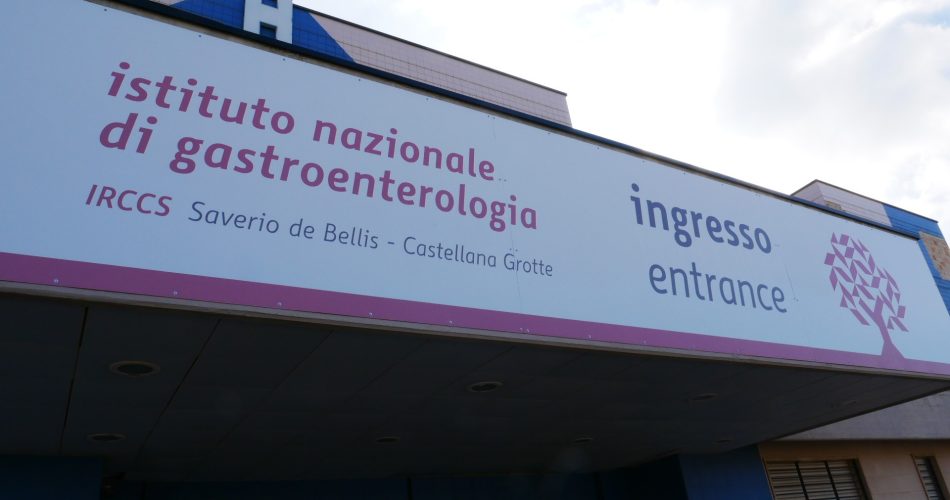 istituto nazionale
di gastroenterologia
IRCCS Saverio de Bellis - Castellana Grotte
ingresso
entrance